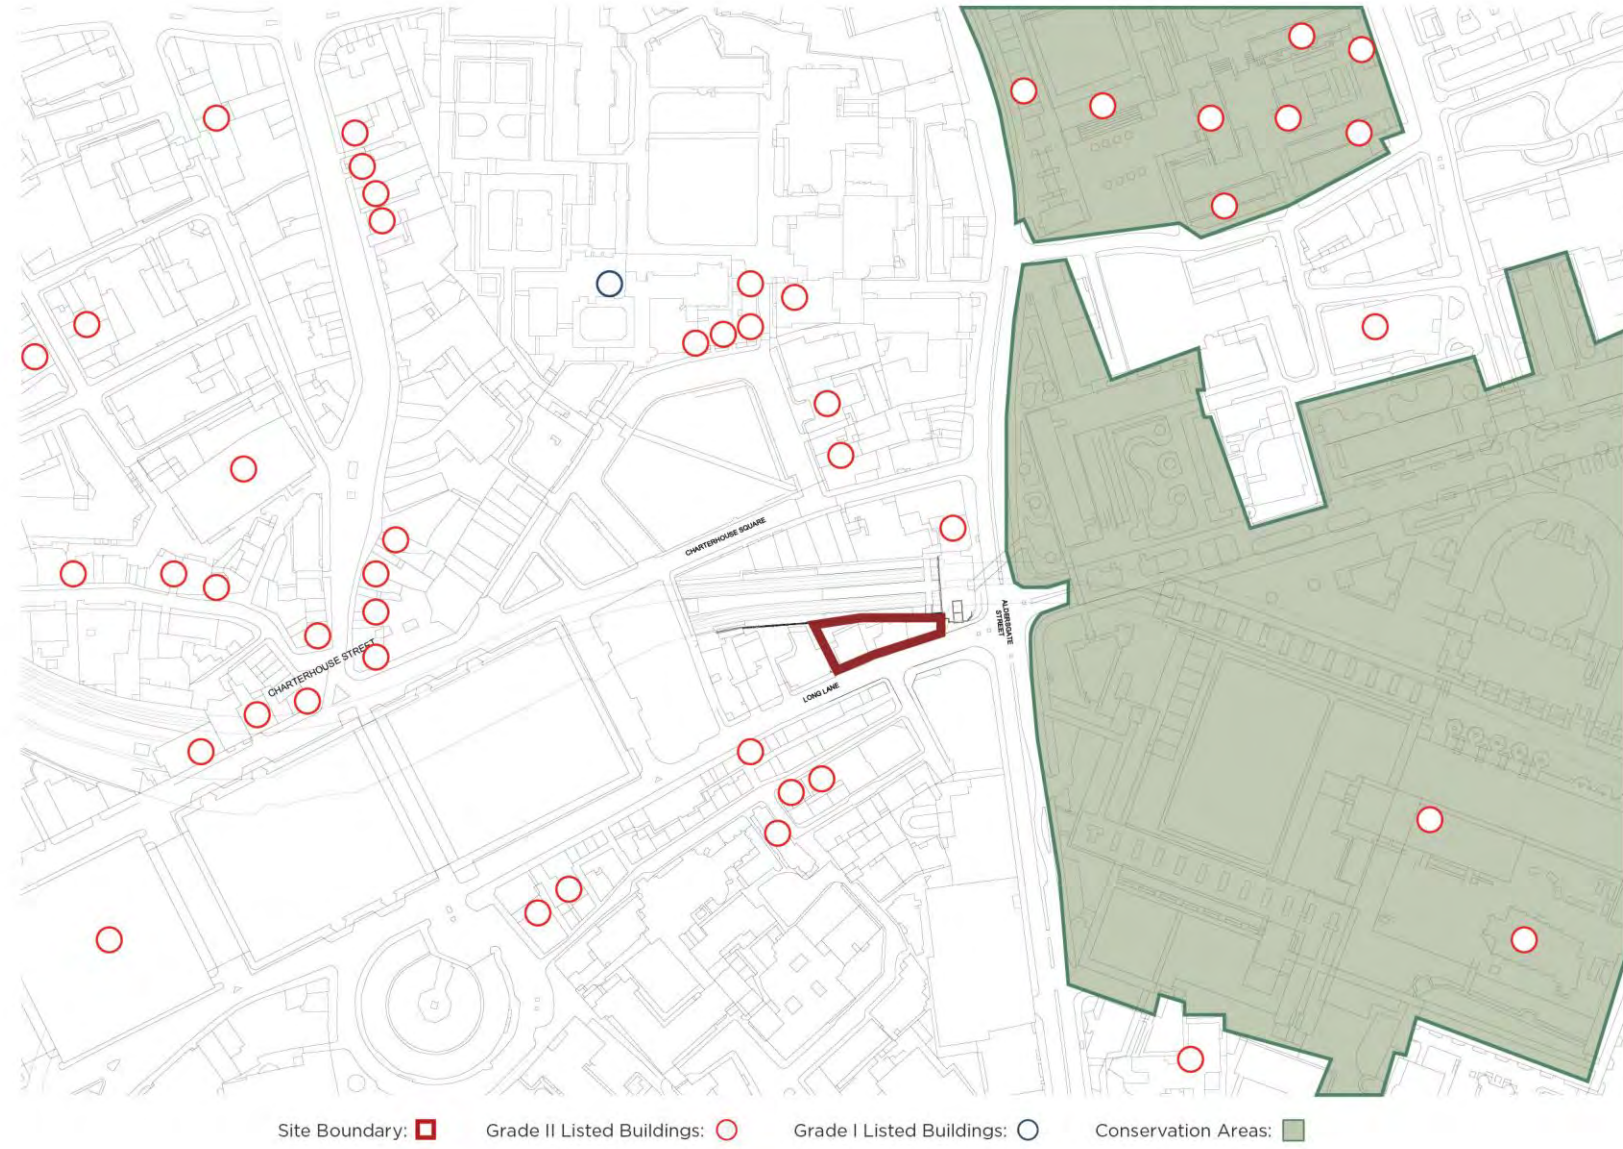 CHARTERHOUSE SQUARE
ALDERSGATE
STREET
CHARTERHOUSE STREET
LONG LANE
Site Boundary:
Grade II Listed Buildings:
Grade I Listed Buildings:
Conservation Areas: